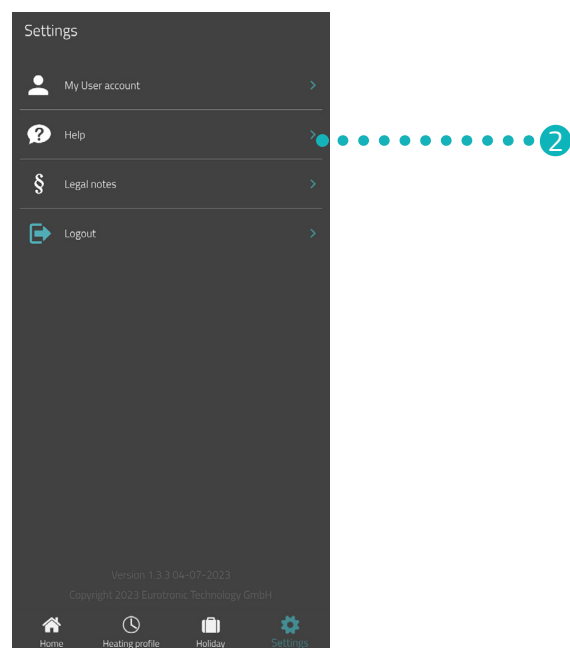 Settings
My User account
? Help
§ Legal notes
Logout
2
Version 1.3.3 04-07-2023
Copyright 2023 Eurotronic Technology GmbH
Home Heating profile Holiday Settings